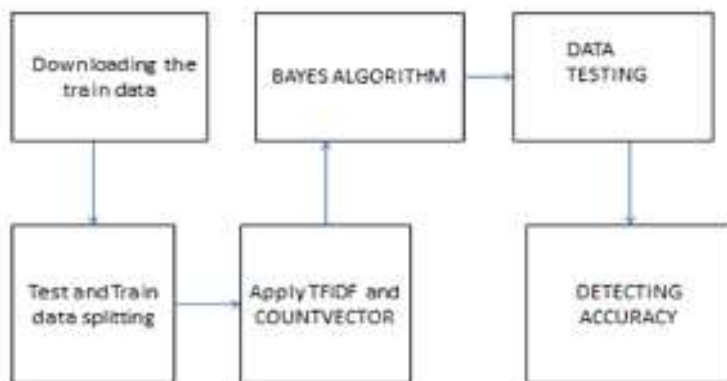 Downloading the
train data
Test and Train
data splitting
Apply TFIDF and
COUNTVECTOR
BAYES ALGORITHM
DATA
TESTING
DETECTING
ACCURACY